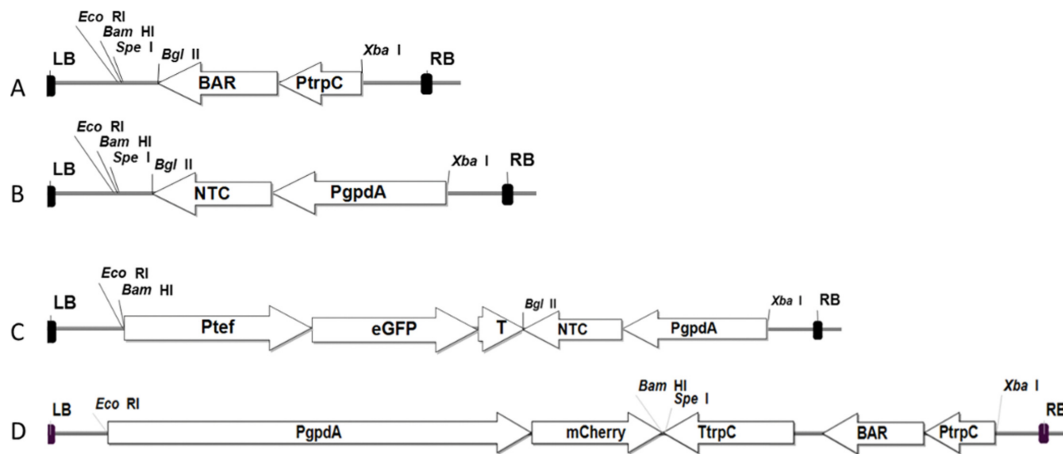 Eco RI
Bam HI
LB Spe I Bgl II Xba I RB
A BAR PtrpC
Eco RI
Bam HI
LB Spe I Bgl II Xba I RB
B NTC PgpdA
Eco RI
LB Bam HI Bgl II Xba I RB
C Ptef eGFP T NTC PgpdA
Bam HI Xba I
LB Eco RI Spe I RB
D PgpdA mCherry TtrpC BAR PtrpC